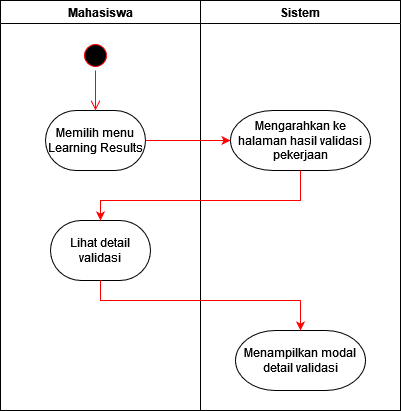 Mahasiswa
Sistem
Memilih menu
Learning Results
Mengarahkan ke
halaman hasil validasi
pekerjaan
Lihat detail
validasi
Menampilkan modal
detail validasi